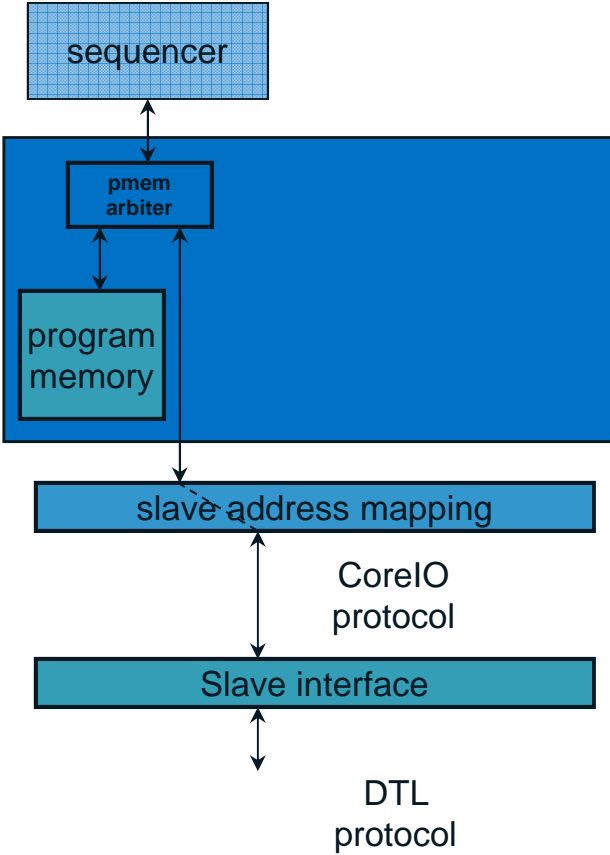 sequencer
pmem
arbiter
program
memory
slave address mapping
CoreIO
protocol
Slave interface
DTL
protocol